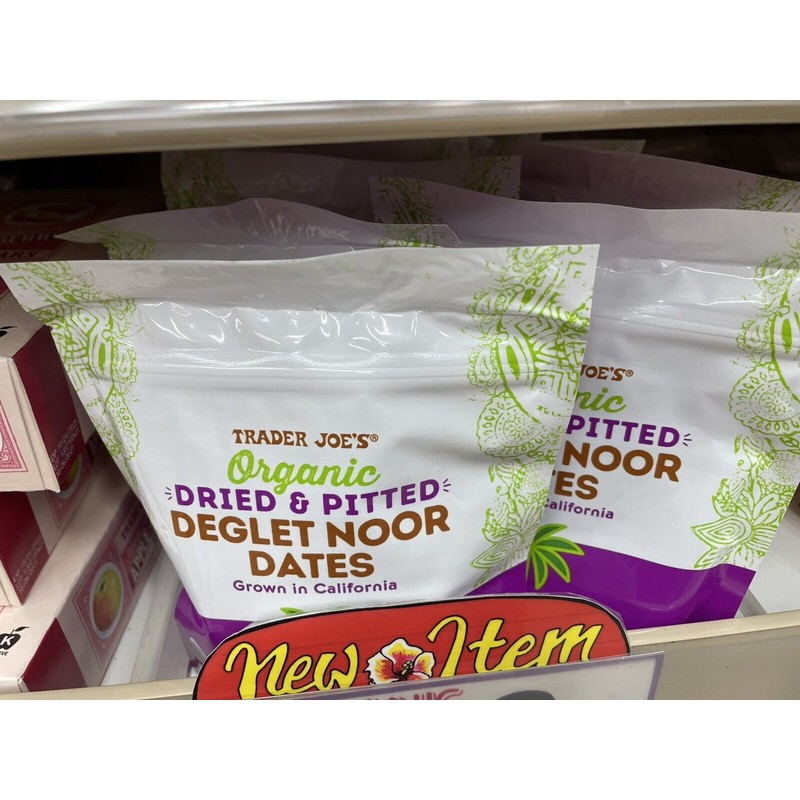 TRADER JOE'S®
Organic
DRIED & PITTED
DEGLET NOOR
DATES
Grown in California
JOE'S®
nic
PITTED
NOOR
TES
California
New Item